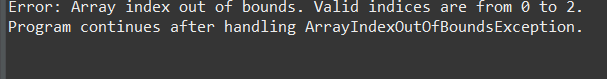 Error: Array index out of bounds. Valid indices are from 0 to 2.
Program continues after handling ArrayIndexOutOfBoundsException.